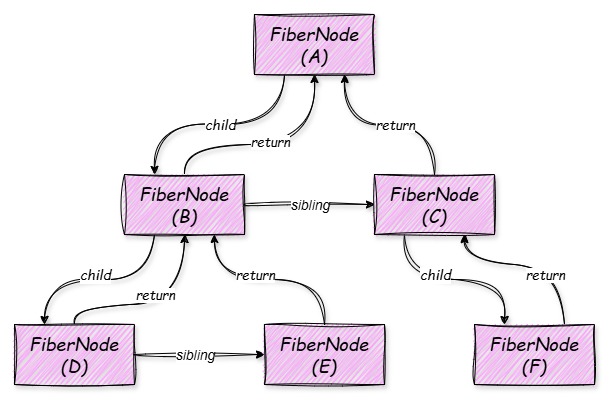 FiberNode
(A)
child
return
return
FiberNode
(B)
sibling
FiberNode
(C)
child
return
return
child
return
FiberNode
(D)
sibling
FiberNode
(E)
FiberNode
(F)